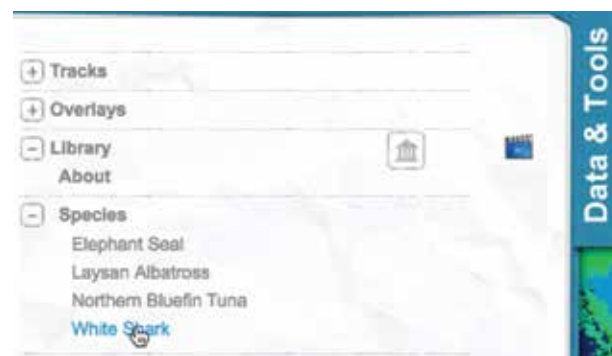 Tracks
Overlays
Library
About
Species
Elephant Seal
Laysan Albatross
Northern Bluefin Tuna
White Shark
Data & Tools